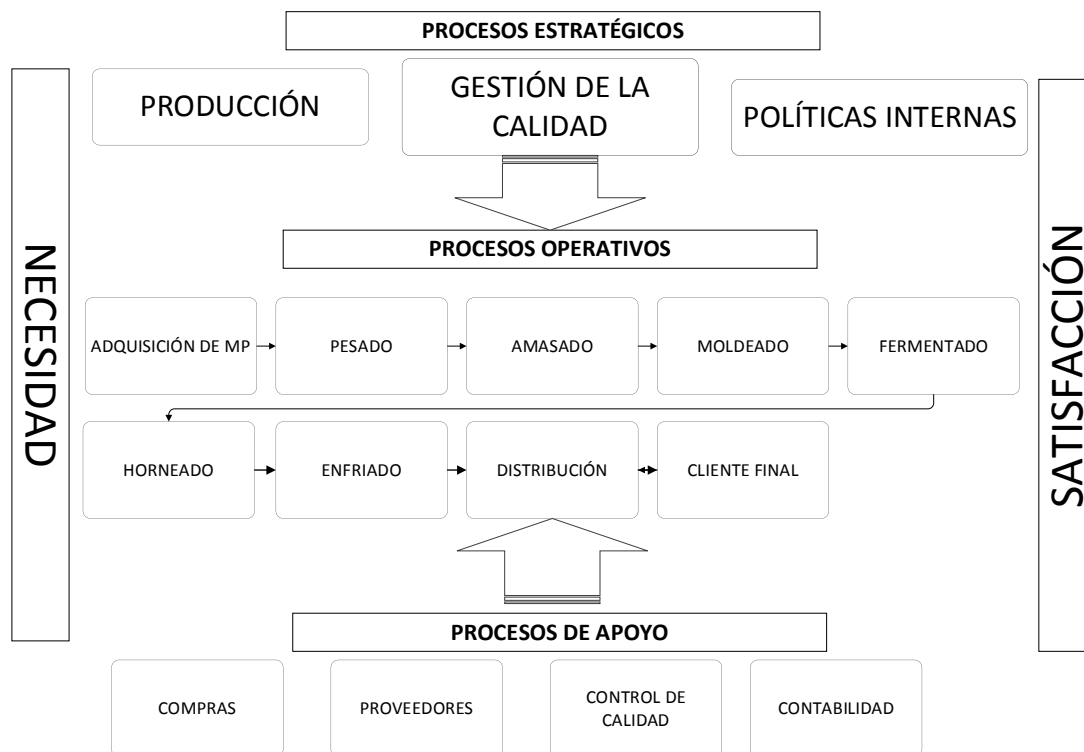 PROCESOS ESTRATÉGICOS
PRODUCCIÓN
GESTIÓN DE LA
CALIDAD
POLÍTICAS INTERNAS
NECESIDAD
SATISFACCIÓN
PROCESOS OPERATIVOS
ADQUISICIÓN DE MP
PESADO
AMASADO
MOLDEADO
FERMENTADO
HORNEADO
ENFRIADO
DISTRIBUCIÓN
CLIENTE FINAL
PROCESOS DE APOYO
COMPRAS
PROVEEDORES
CONTROL DE
CALIDAD
CONTABILIDAD